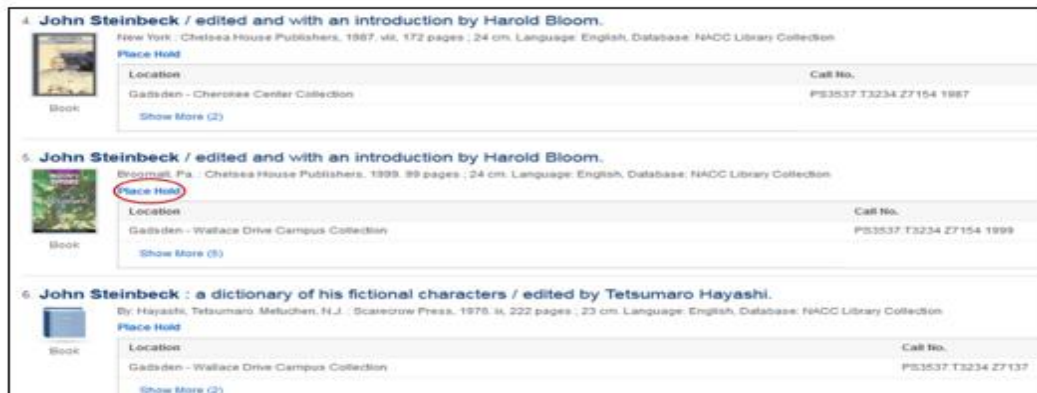 4. John Steinbeck / edited and with an introduction by Harold Bloom.
New York : Chelsea House Publishers, 1987. viii, 172 pages ; 24 cm. Language: English, Database: NACC Library Collection
Place Hold
Location Call No.
Gadsden - Cherokee Center Collection PS3537.T3234 Z7154 1987
Book
Show More (2)
5. John Steinbeck / edited and with an introduction by Harold Bloom.
Broomall, Pa. : Chelsea House Publishers, 1999. 99 pages ; 24 cm. Language: English, Database: NACC Library Collection
Place Hold
Location Call No.
Gadsden - Wallace Drive Campus Collection PS3537.T3234 Z7154 1999
Book
Show More (5)
6. John Steinbeck : a dictionary of his fictional characters / edited by Tetsumaro Hayashi.
By: Hayashi, Tetsumaro. Metuchen, N.J. : Scarecrow Press, 1976. iii, 222 pages ; 23 cm. Language: English, Database: NACC Library Collection
Place Hold
Book
Location Call No.
Gadsden - Wallace Drive Campus Collection PS3537.T3234 Z7137
Show More (2)